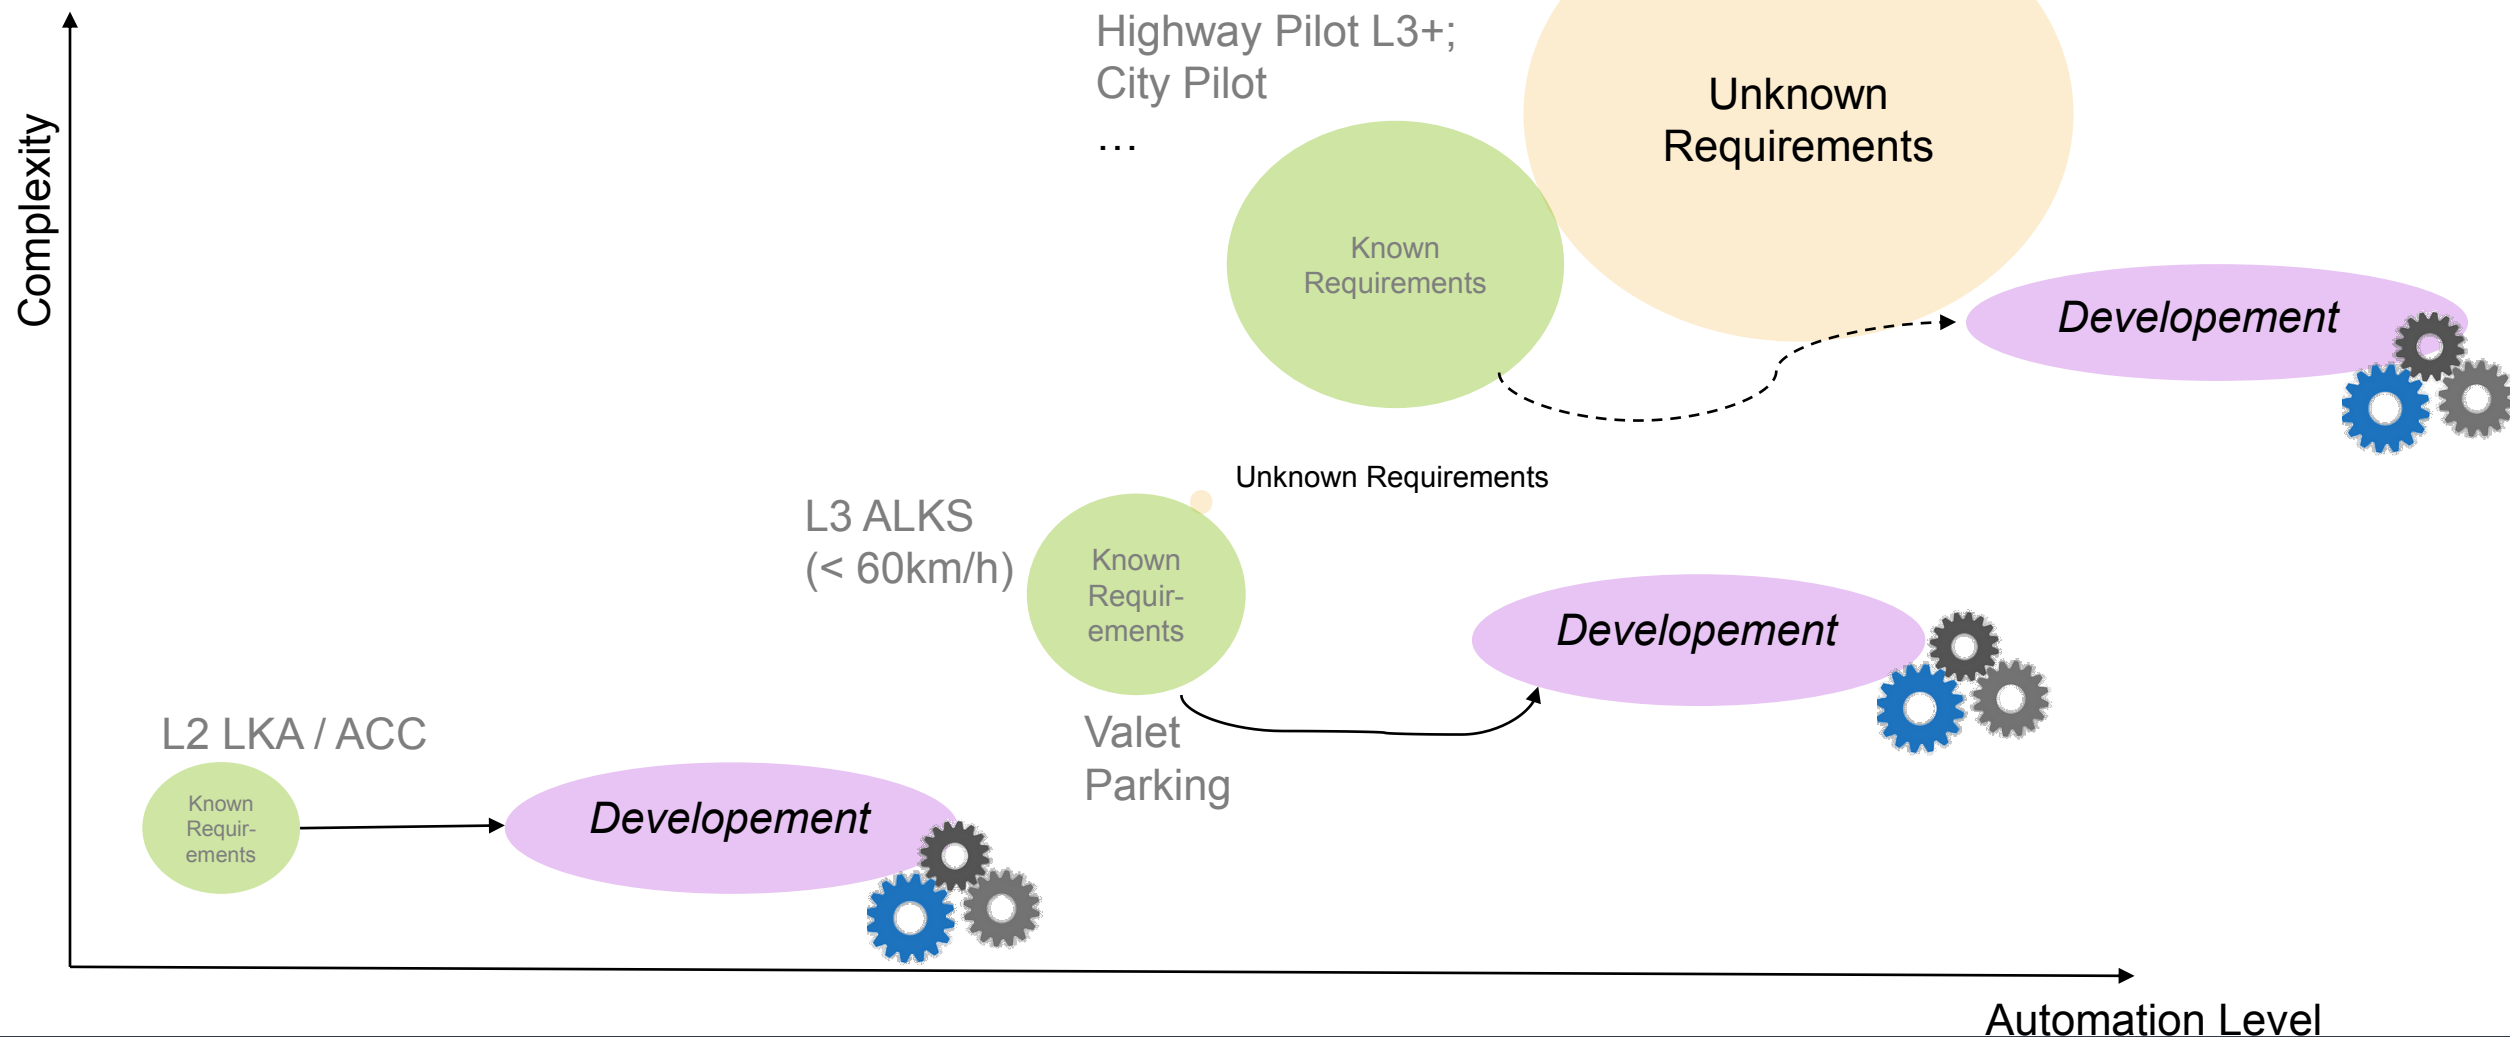 Complexity
Highway Pilot L3+;
City Pilot
…
Unknown
Requirements
Known
Requirements
Developement
Unknown Requirements
L3 ALKS
(< 60km/h)
Known
Requir-
ements
Developement
Valet
Parking
L2 LKA / ACC
Known
Requir-
ements
Developement
Automation Level